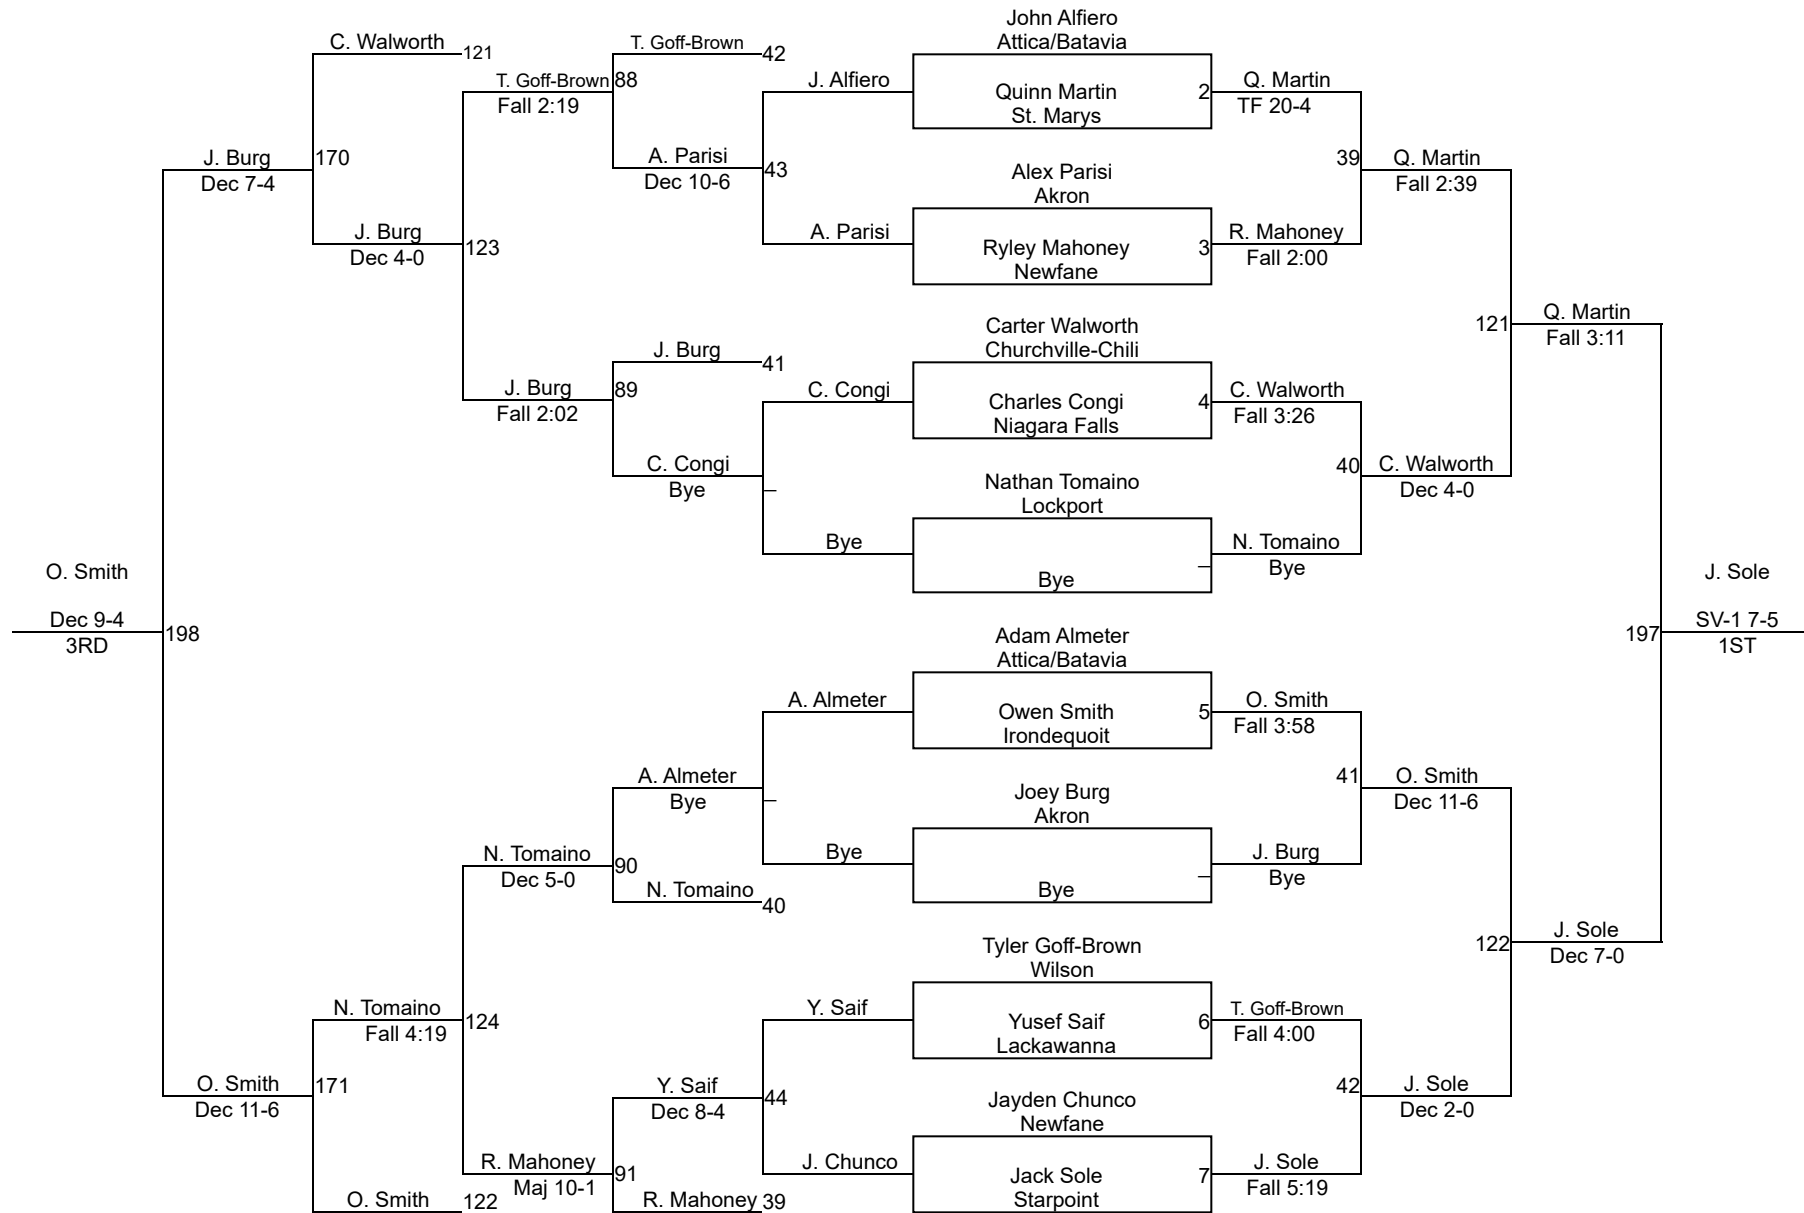 John Alfiero
Attica/Batavia
C. Walworth
121
T. Goff-Brown
42
T. Goff-Brown
88
Fall 2:19
J. Alfiero
Quinn Martin
St. Marys
2
Q. Martin
TF 20-4
J. Burg
Dec 7-4
170
A. Parisi
Dec 10-6
43
Alex Parisi
Akron
39
Q. Martin
Fall 2:39
J. Burg
Dec 4-0
123
A. Parisi
Ryley Mahoney
Newfane
3
R. Mahoney
Fall 2:00
Carter Walworth
Churchville-Chili
121
Q. Martin
Fall 3:11
J. Burg
41
J. Burg
Fall 2:02
89
C. Congi
Charles Congi
Niagara Falls
4
C. Walworth
Fall 3:26
C. Congi
Bye
–
Nathan Tomaino
Lockport
40
C. Walworth
Dec 4-0
Bye
Bye
–
N. Tomaino
Bye
O. Smith
Dec 9-4
3RD
198
J. Sole
197
SV-1 7-5
1ST
Adam Almeter
Attica/Batavia
A. Almeter
Owen Smith
Irondequoit
5
O. Smith
Fall 3:58
A. Almeter
Bye
–
Joey Burg
Akron
41
O. Smith
Dec 11-6
N. Tomaino
Dec 5-0
90
Bye
Bye
–
J. Burg
Bye
N. Tomaino
40
Tyler Goff-Brown
Wilson
122
J. Sole
Dec 7-0
N. Tomaino
Fall 4:19
124
Y. Saif
Yusef Saif
Lackawanna
6
T. Goff-Brown
Fall 4:00
O. Smith
Dec 11-6
171
Y. Saif
Dec 8-4
44
Jayden Chunco
Newfane
42
J. Sole
Dec 2-0
R. Mahoney
Maj 10-1
91
J. Chunco
Jack Sole
Starpoint
7
J. Sole
Fall 5:19
O. Smith
122
R. Mahoney
39